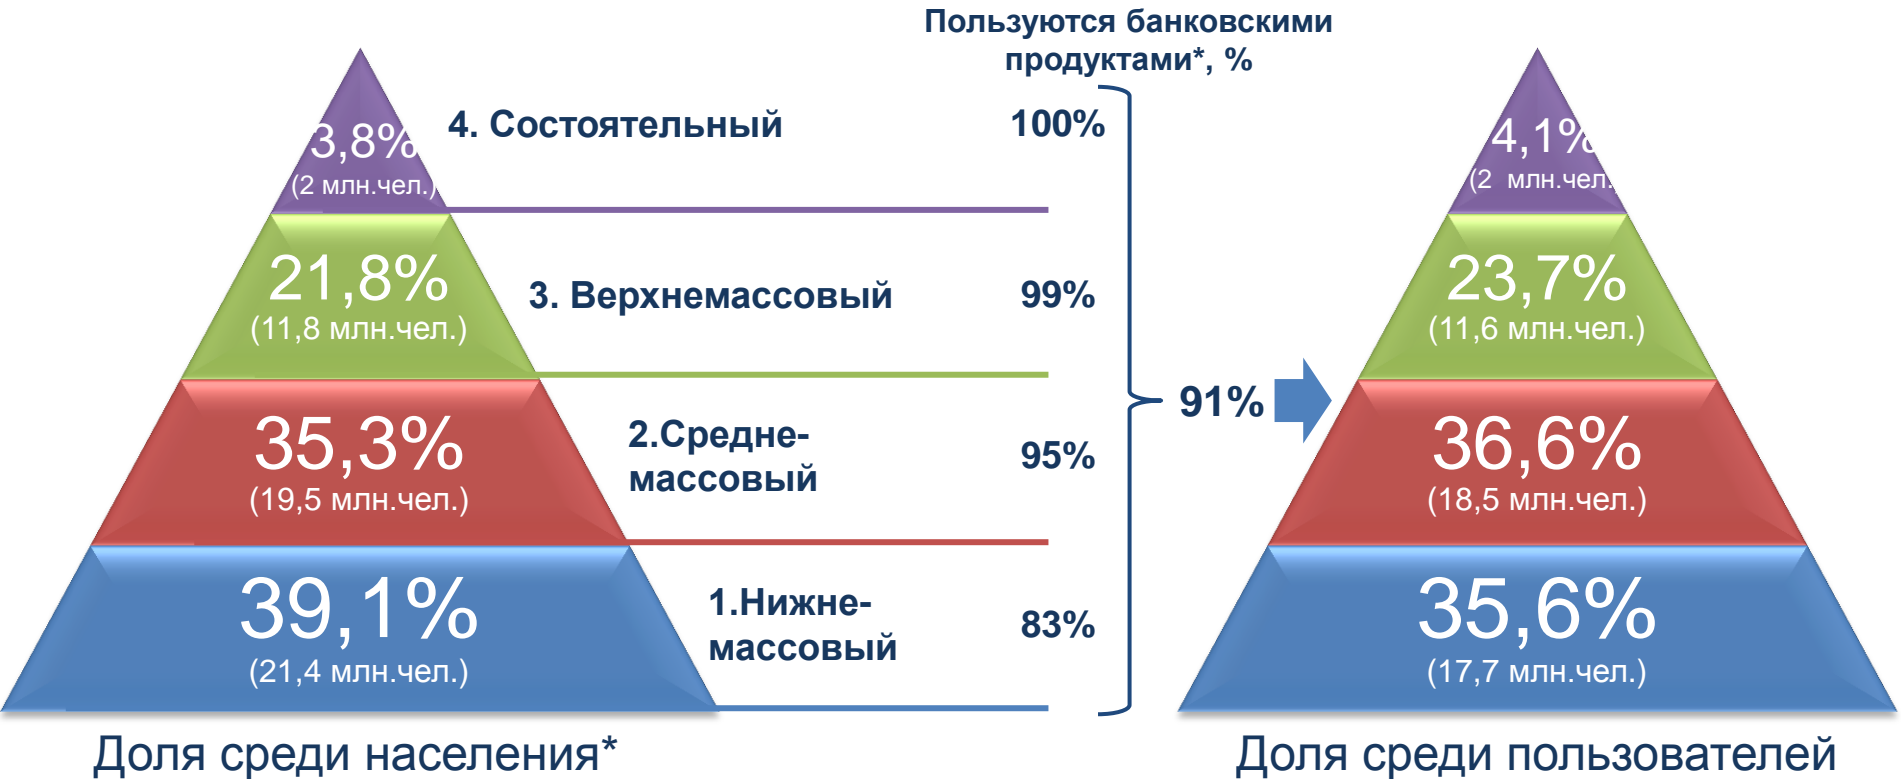 Пользуются банковскими
продуктами*, %
3,8%
(2 млн.чел.)
4. Состоятельный
100%
4,1%
(2 млн.чел.)
21,8%
(11,8 млн.чел.)
3. Верхнемассовый
99%
23,7%
(11,6 млн.чел.)
91%
35,3%
(19,5 млн.чел.)
2.Средне-
массовый
95%
36,6%
(18,5 млн.чел.)
39,1%
(21,4 млн.чел.)
1.Нижне-
массовый
83%
35,6%
(17,7 млн.чел.)
Доля среди населения*
Доля среди пользователей